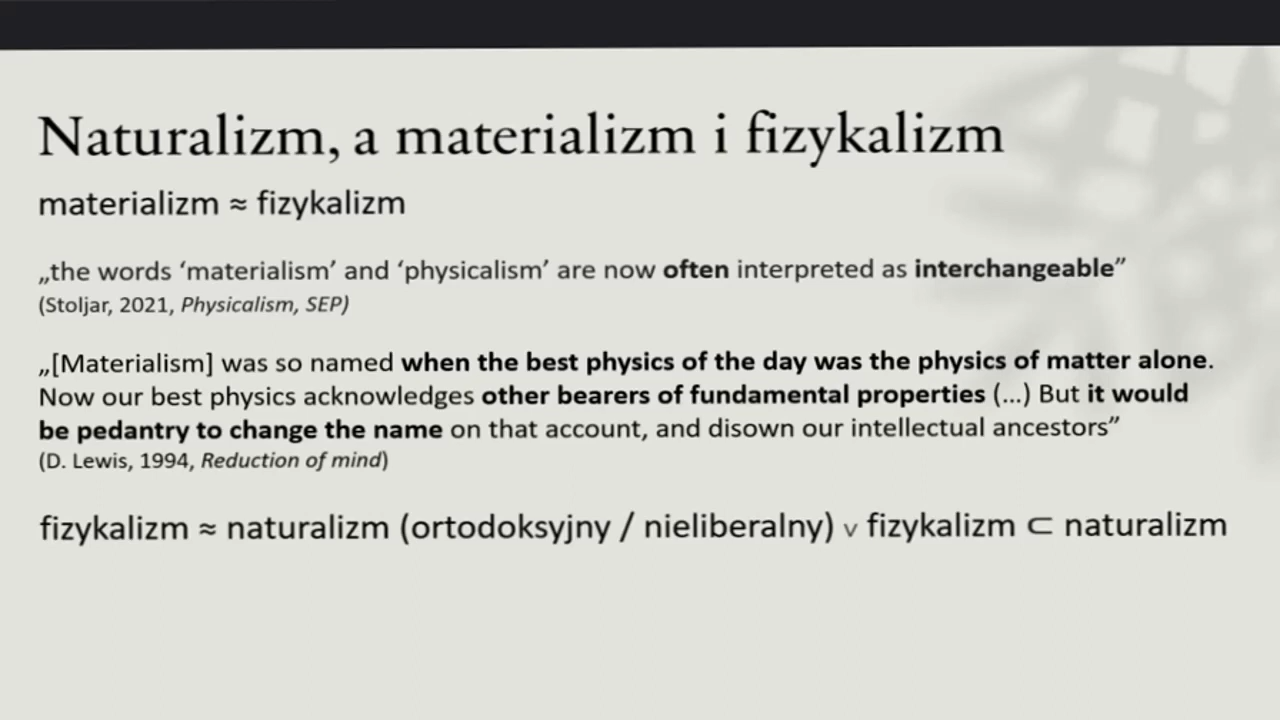 Naturalizm, a materializm i fizykalizm
materializm ≈ fizykalizm
„the words ‘materialism’ and ‘physicalism’ are now often interpreted as interchangeable”
(Stoljar, 2021, Physicalism, SEP)
„[Materialism] was so named when the best physics of the day was the physics of matter alone.
Now our best physics acknowledges other bearers of fundamental properties (...) But it would
be pedantry to change the name on that account, and disown our intellectual ancestors”
(D. Lewis, 1994, Reduction of mind)
fizykalizm ≈ naturalizm (ortodoksyjny / nieliberalny) ∨ fizykalizm ⊂ naturalizm